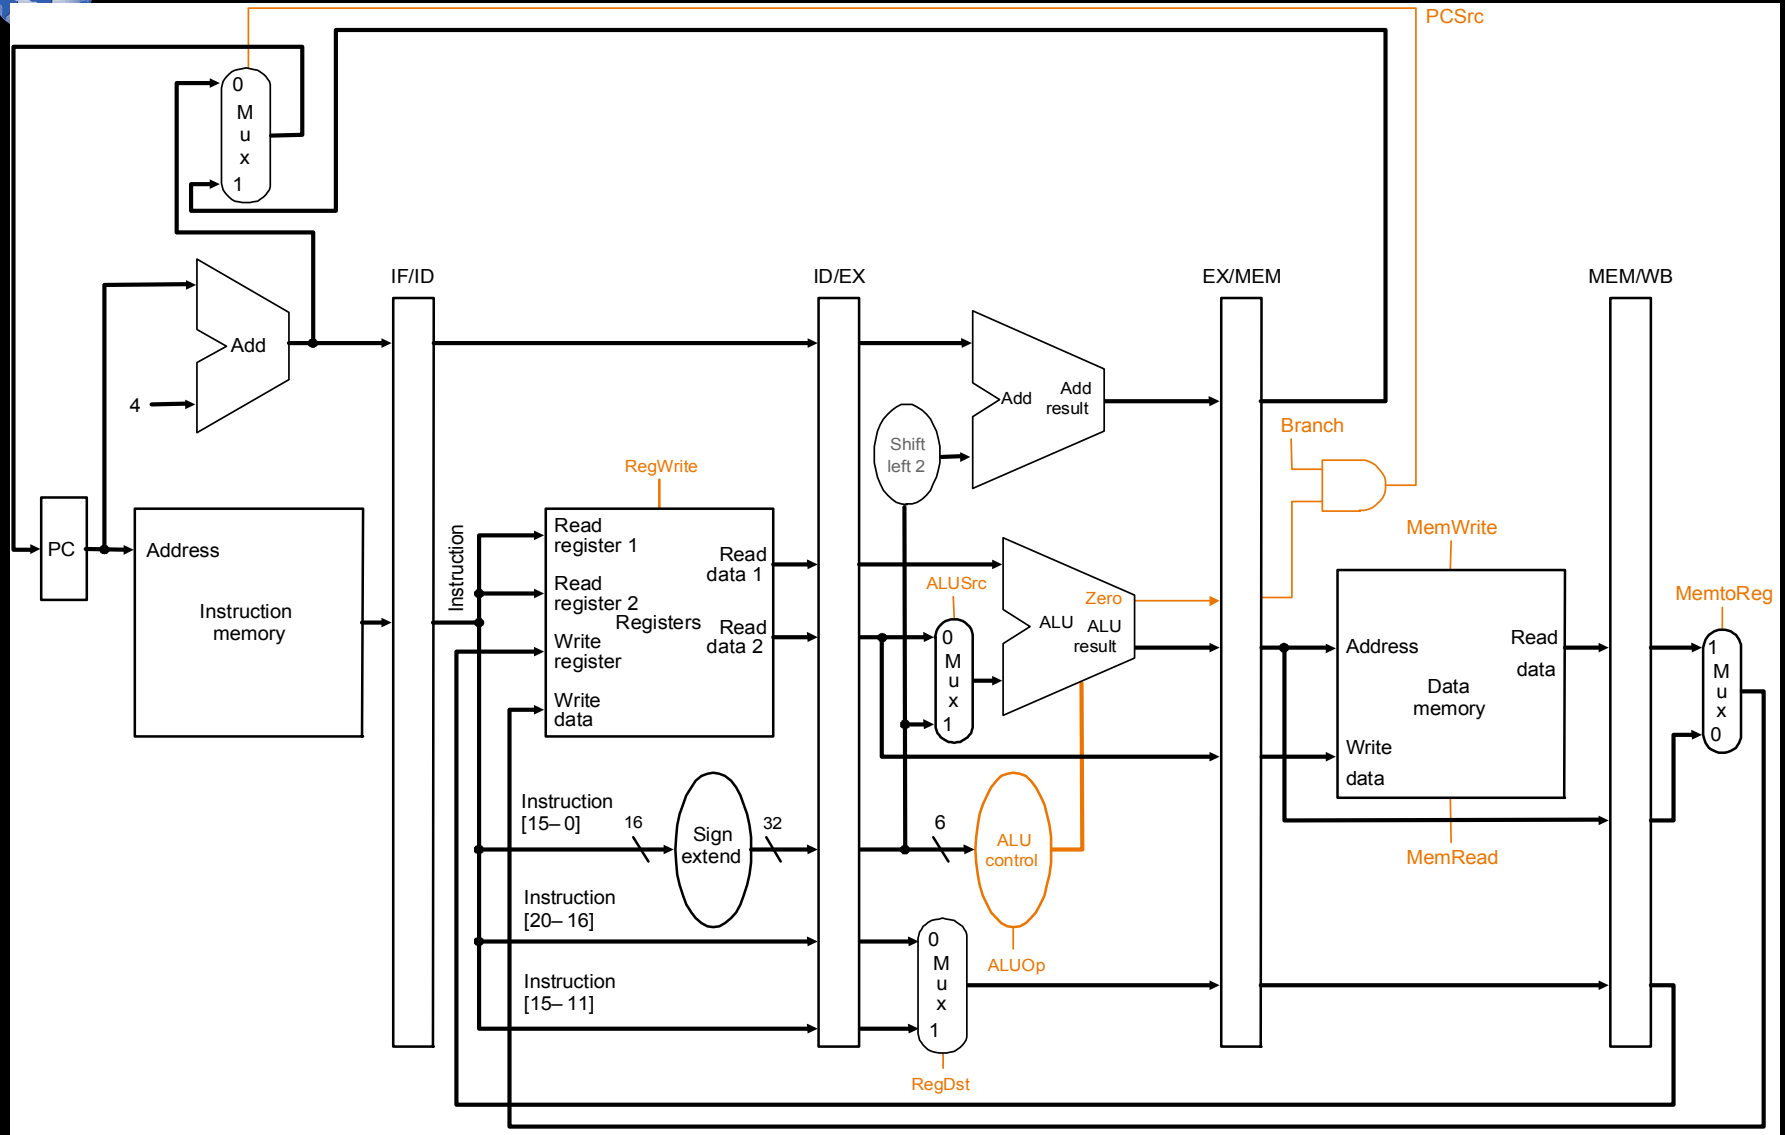 PCSrc
0
M
u
x
1
IF/ID
ID/EX
EX/MEM
MEM/WB
Add
4
Add
Add
result
Shift
left 2
Branch
RegWrite
PC
Address
Instruction
memory
Instruction
Read
register 1
Read
register 2
Write
register
Write
data
Registers
Read
data 1
Read
data 2
ALUSrc
0
M
u
x
1
Zero
ALU
ALU
result
MemWrite
Address
Read
data
Data
memory
Write
data
MemRead
MemtoReg
1
M
u
x
0
Instruction
[15–0]
16
Sign
extend
32
6
ALU
control
ALUOp
Instruction
[20–16]
Instruction
[15–11]
0
M
u
x
1
RegDst